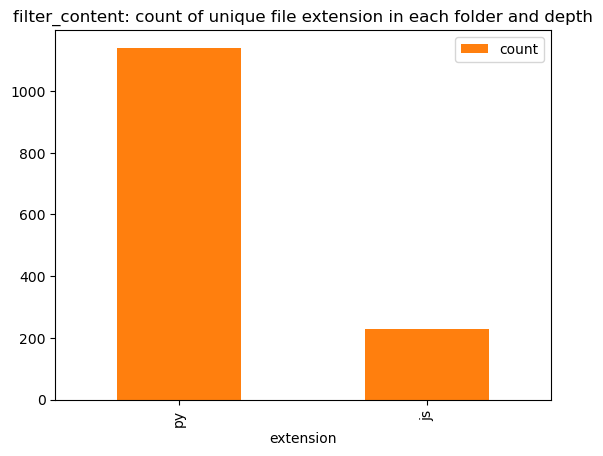 filter_content: count of unique file extension in each folder and depth
count
1000
800
600
400
200
0
py
js
extension